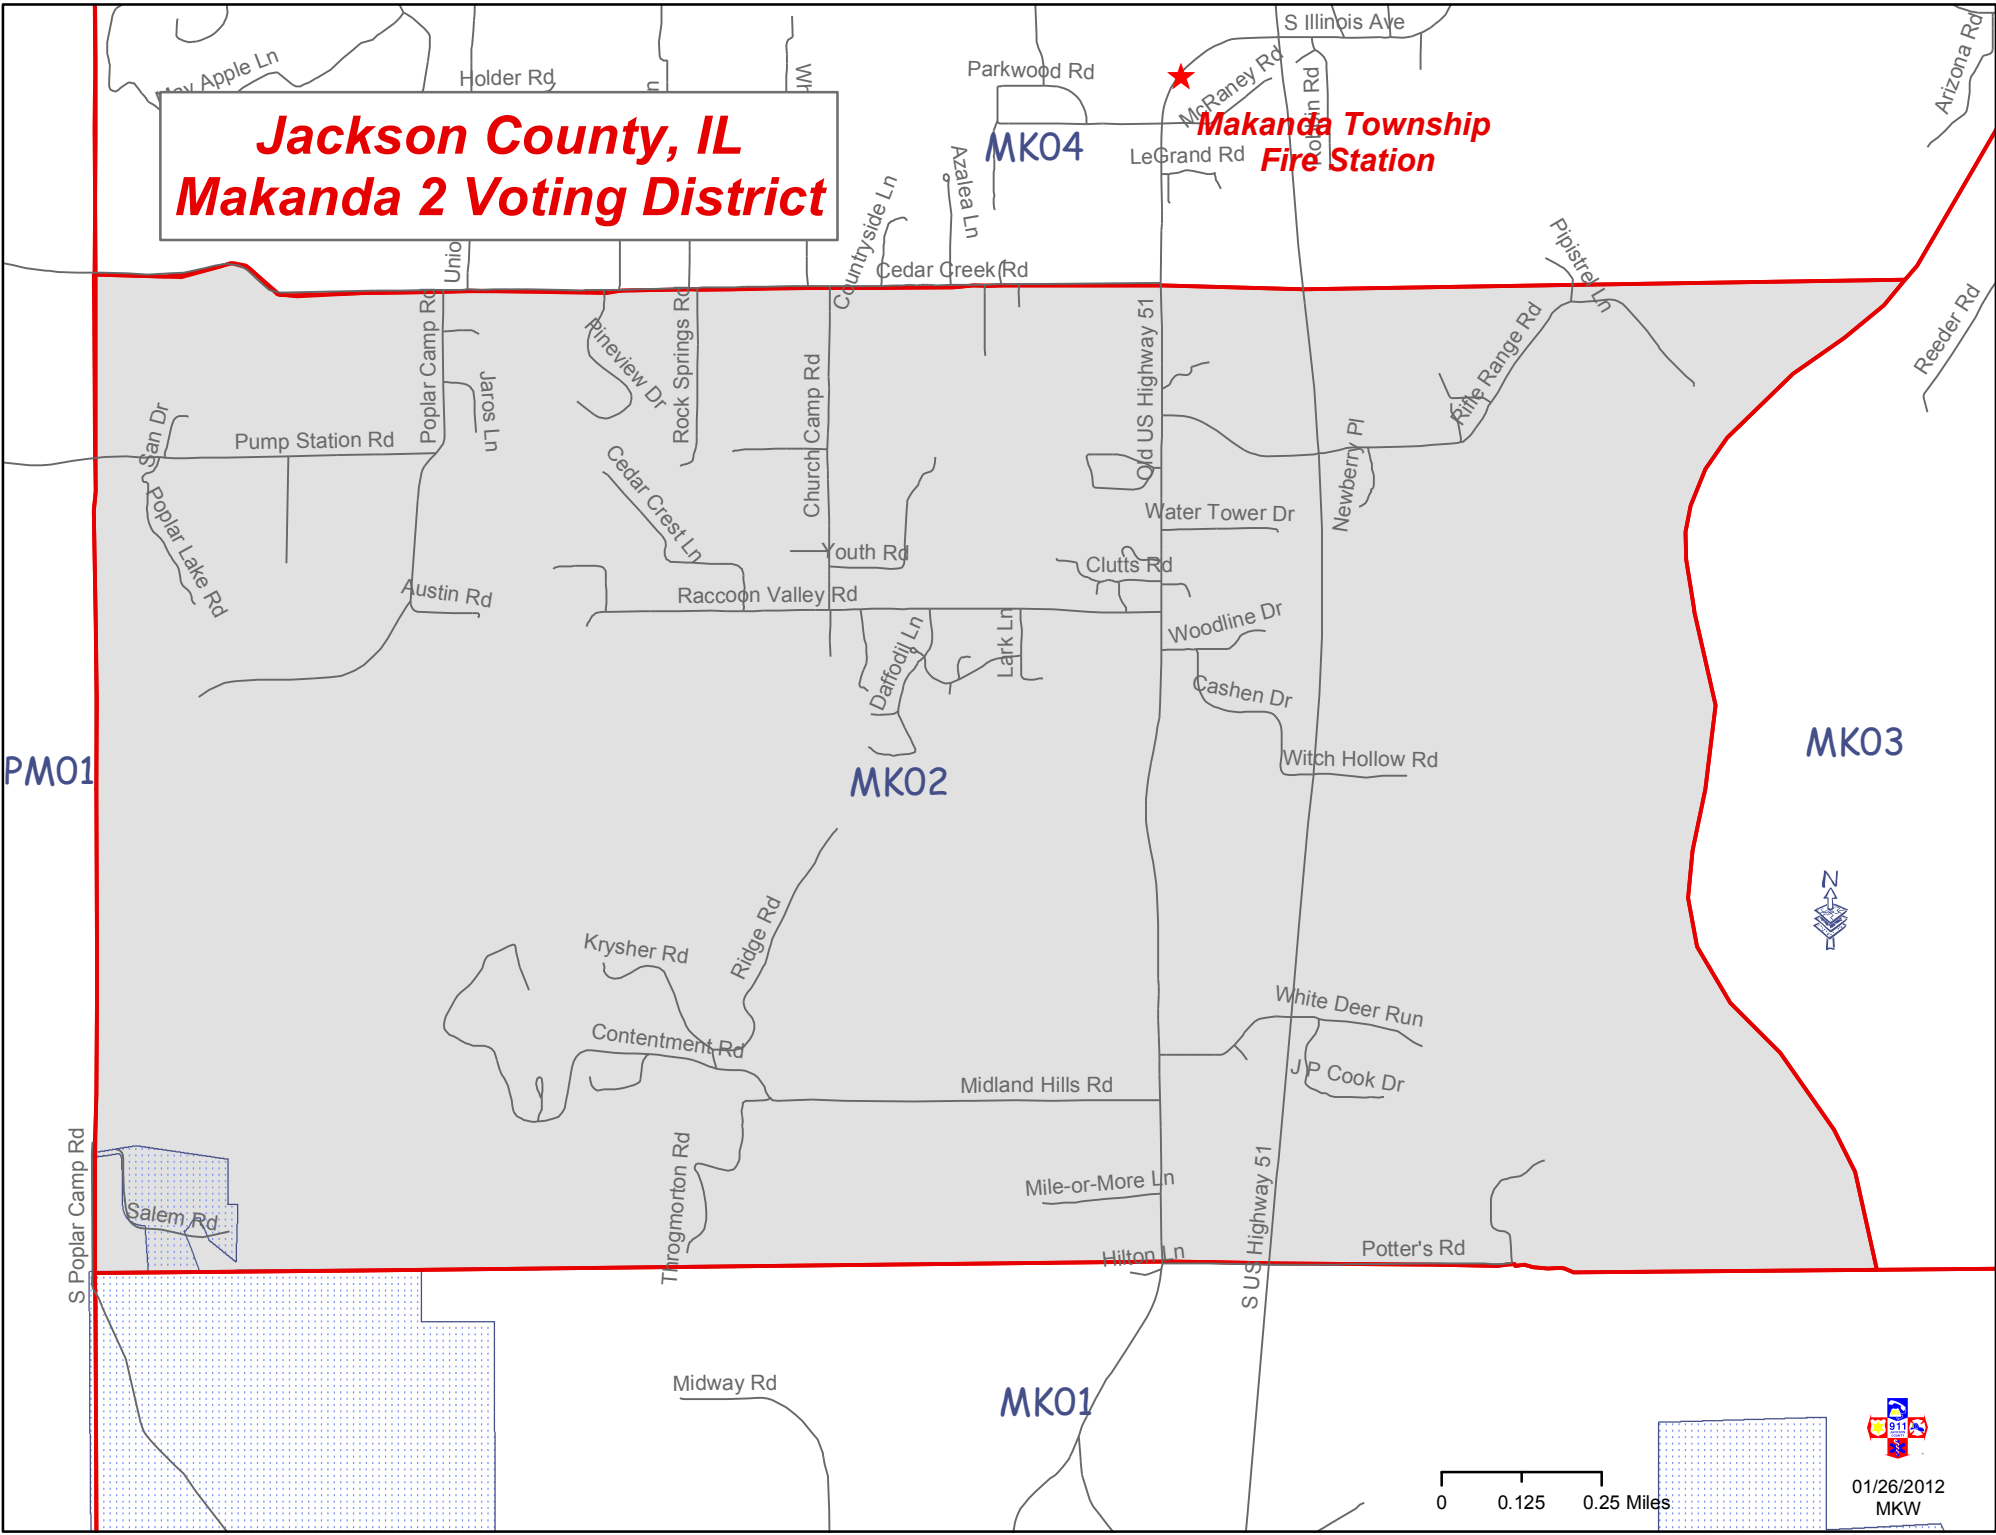 S Illinois Ave
Arizona Rd
May Apple Ln
Holder Rd
Parkwood Rd
McRaney Rd
Jackson County, IL
Makanda 2 Voting District
MK04
Makanda Township
Fire Station
LeGrand Rd
Azalea Ln
Countryside Ln
Cedar Creek Rd
Pipistrel Ln
Reeder Rd
Poplar Camp Rd
Jaros Ln
Pineview Dr
Rock Springs Rd
Church Camp Rd
Old US Highway 51
Rifle Range Rd
San Dr
Pump Station Rd
Newberry Pl
Poplar Lake Rd
Cedar Crest Ln
Water Tower Dr
Youth Rd
Clutts Rd
Austin Rd
Raccoon Valley Rd
Woodline Dr
Daffodil Ln
Lark Ln
Cashen Dr
Witch Hollow Rd
PM01
MK02
MK03
N
Krysher Rd
Ridge Rd
White Deer Run
Contentment Rd
J P Cook Dr
Midland Hills Rd
S Poplar Camp Rd
Salem Rd
Throgmorton Rd
Mile-or-More Ln
Hilton Ln
S US Highway 51
Potter's Rd
Midway Rd
MK01
911
0 0.125 0.25 Miles
01/26/2012
MKW